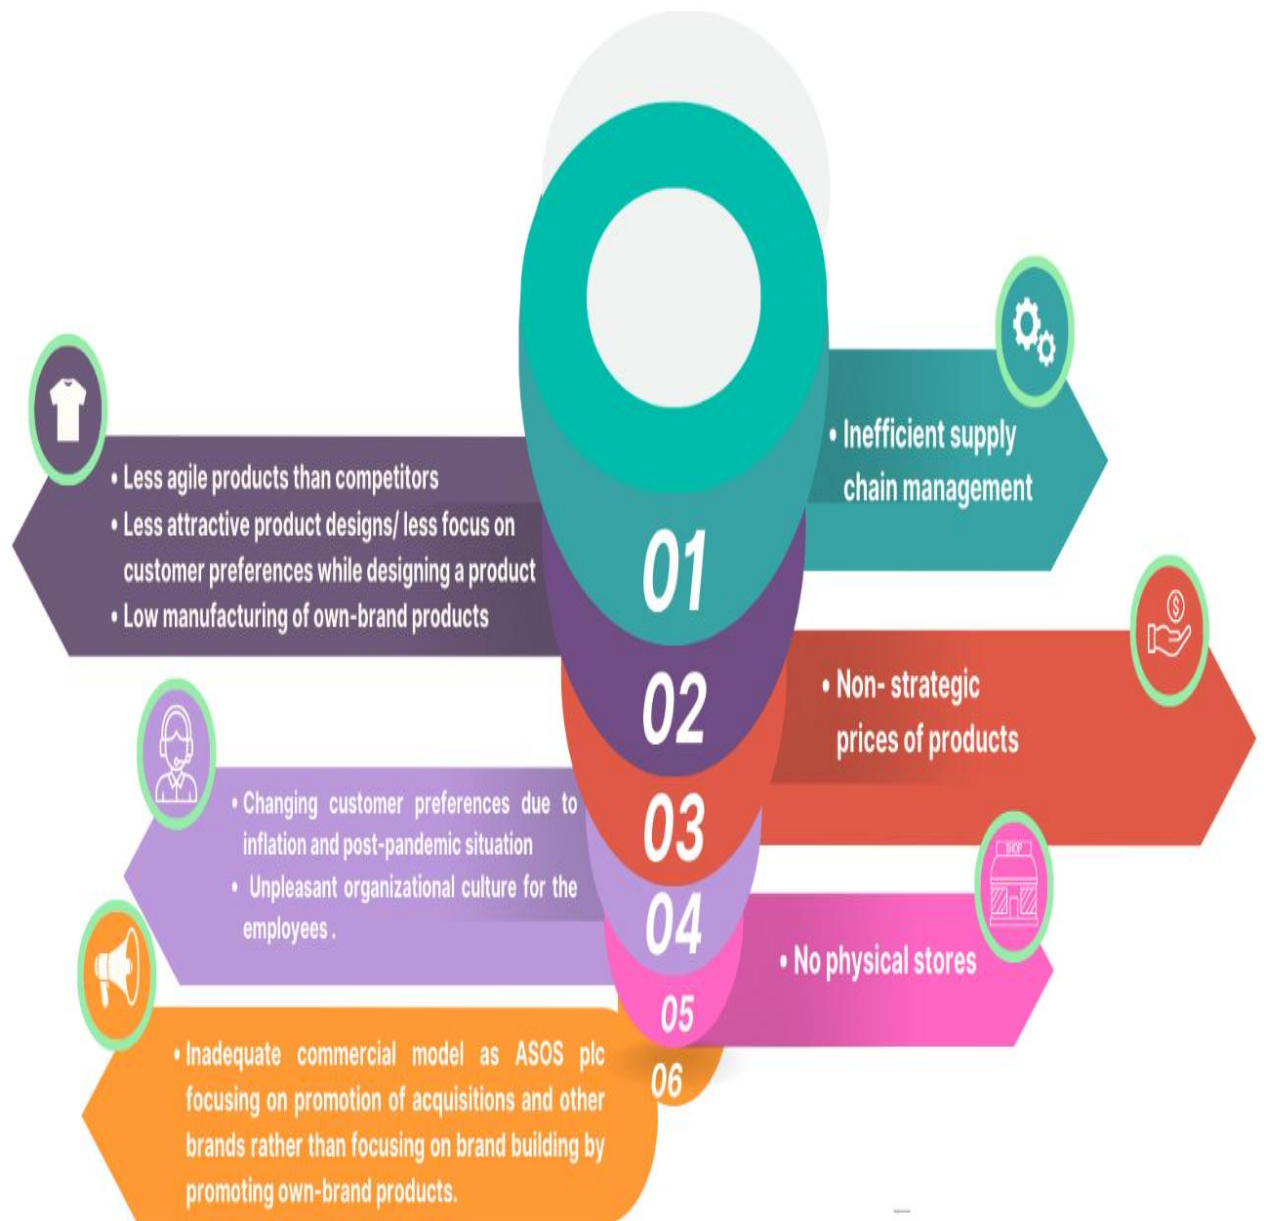 • Inefficient supply
chain management
01
• Less agile products than competitors
• Less attractive product designs/ less focus on
customer preferences while designing a product
• Low manufacturing of own-brand products
02
• Non- strategic
prices of products
03
• Changing customer preferences due to
inflation and post-pandemic situation
• Unpleasant organizational culture for the
employees .
04
SHOP
• No physical stores
05
• Inadequate commercial model as ASOS plc
focusing on promotion of acquisitions and other
brands rather than focusing on brand building by
promoting own-brand products.
06
$